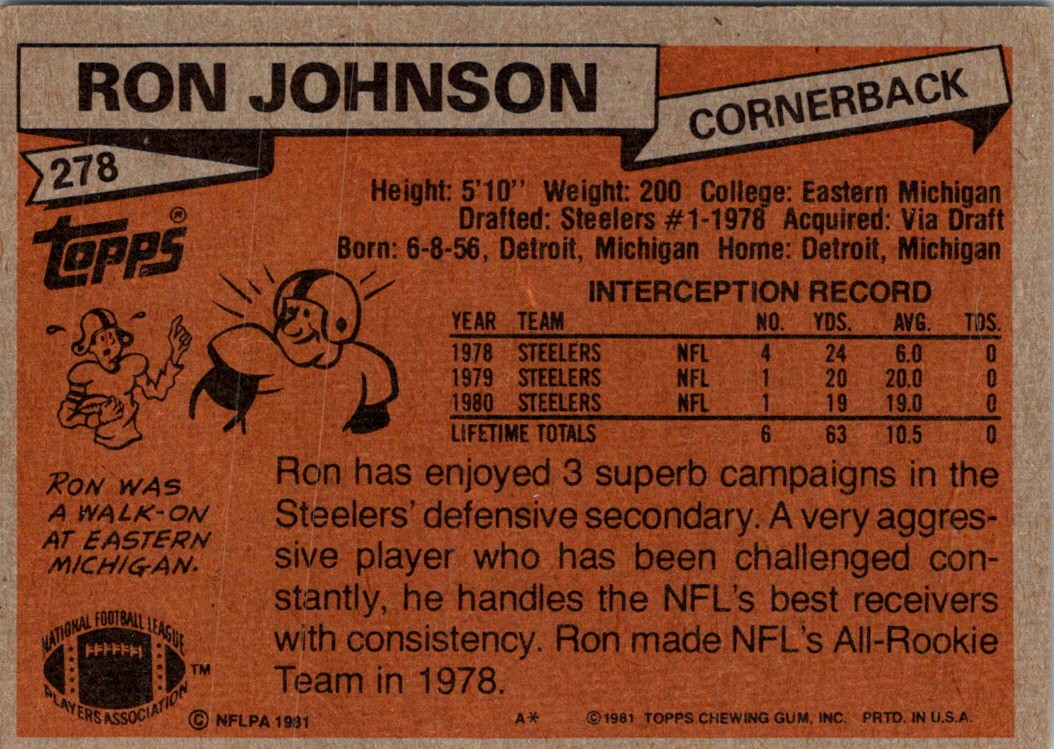 RON JOHNSON
CORNERBACK
278
topps®
Height: 5'10'' Weight: 200 College: Eastern Michigan
Drafted: Steelers #1-1978 Acquired: Via Draft
Born: 6-8-56, Detroit, Michigan Home: Detroit, Michigan
INTERCEPTION RECORD
YEAR TEAM NO. YDS. AVG. TDS.
1978 STEELERS NFL 4 24 6.0 0
1979 STEELERS NFL 1 20 20.0 0
1980 STEELERS NFL 1 19 19.0 0
LIFETIME TOTALS 6 63 10.5 0
RON WAS
A WALK-ON
AT EASTERN
MICHIGAN.
Ron has enjoyed 3 superb campaigns in the
Steelers' defensive secondary. A very aggres-
sive player who has been challenged con-
stantly, he handles the NFL's best receivers
with consistency. Ron made NFL's All-Rookie
Team in 1978.
NATIONAL FOOTBALL LEAGUE
PLAYERS ASSOCIATION
TM
© NFLPA 1981
A*
©1981 TOPPS CHEWING GUM, INC. PRTD. IN U.S.A.